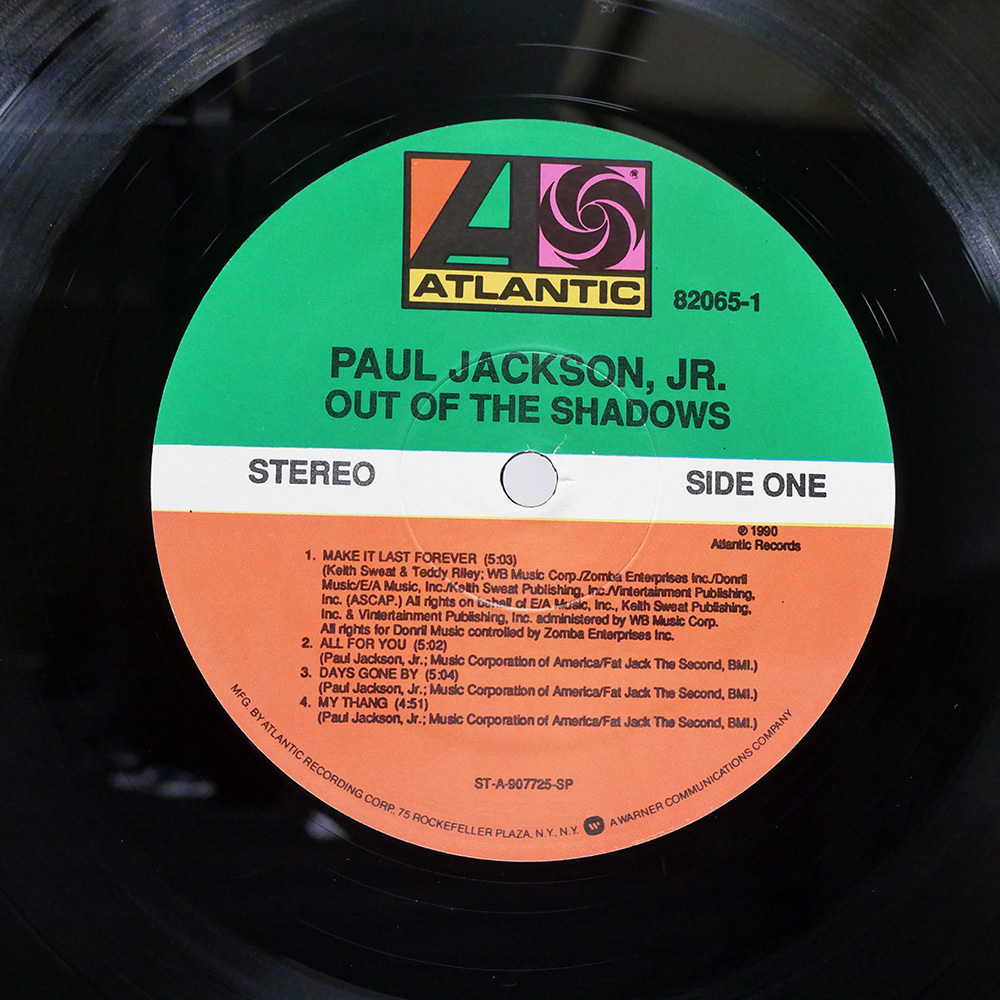 ATLANTIC
82065-1
PAUL JACKSON, JR.
OUT OF THE SHADOWS
STEREO
SIDE ONE
℗ 1990
Atlantic Records
1. MAKE IT LAST FOREVER (5:03)
(Keith Sweat & Teddy Riley; WB Music Corp./Zomba Enterprises Inc./Donril
Music/E/A Music, Inc./Keith Sweat Publishing, Inc./Vintertainment Publishing,
Inc. (ASCAP.) All rights on behalf of E/A Music, Inc., Keith Sweat Publishing,
Inc. & Vintertainment Publishing, Inc. administered by WB Music Corp.
All rights for Donril Music controlled by Zomba Enterprises Inc.
2. ALL FOR YOU (5:02)
(Paul Jackson, Jr.; Music Corporation of America/Fat Jack The Second, BMI.)
3. DAYS GONE BY (5:04)
(Paul Jackson, Jr.; Music Corporation of America/Fat Jack The Second, BMI.)
4. MY THANG (4:51)
(Paul Jackson, Jr.; Music Corporation of America/Fat Jack The Second, BMI.)
ST-A-907725-SP
MFG. BY ATLANTIC RECORDING CORP., 75 ROCKEFELLER PLAZA, N.Y., N.Y. A WARNER COMMUNICATIONS COMPANY